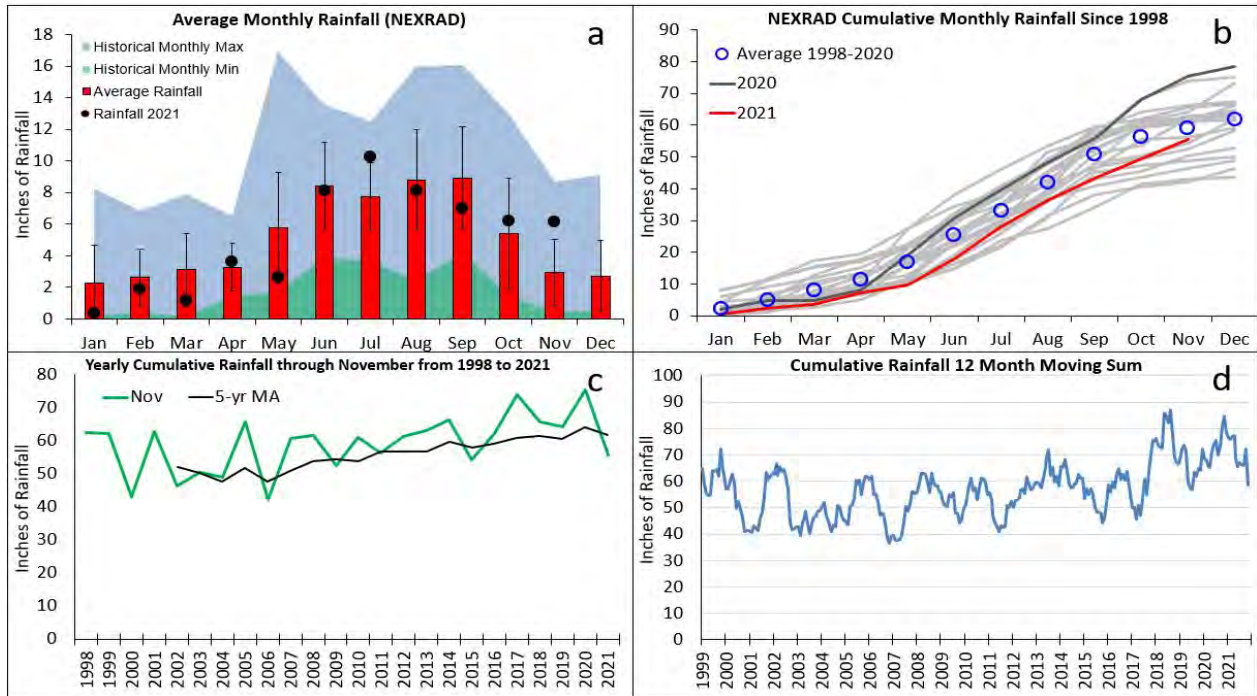 Average Monthly Rainfall (NEXRAD)
a
Inches of Rainfall
18
16
14
12
10
8
6
4
2
0
Historical Monthly Max
Historical Monthly Min
Average Rainfall
Rainfall 2021
Jan Feb Mar Apr May Jun Jul Aug Sep Oct Nov Dec
NEXRAD Cumulative Monthly Rainfall Since 1998
b
Inches of Rainfall
90
80
70
60
50
40
30
20
10
0
Average 1998-2020
2020
2021
Jan Feb Mar Apr May Jun Jul Aug Sep Oct Nov Dec
Yearly Cumulative Rainfall through November from 1998 to 2021
c
Inches of Rainfall
80
70
60
50
40
30
20
10
0
Nov 5-yr MA
1998 1999 2000 2001 2002 2003 2004 2005 2006 2007 2008 2009 2010 2011 2012 2013 2014 2015 2016 2017 2018 2019 2020 2021
Cumulative Rainfall 12 Month Moving Sum
d
Inches of Rainfall
100
90
80
70
60
50
40
30
20
10
0
1999 2000 2001 2002 2003 2004 2005 2006 2007 2008 2009 2010 2011 2012 2013 2014 2015 2016 2017 2018 2019 2020 2021